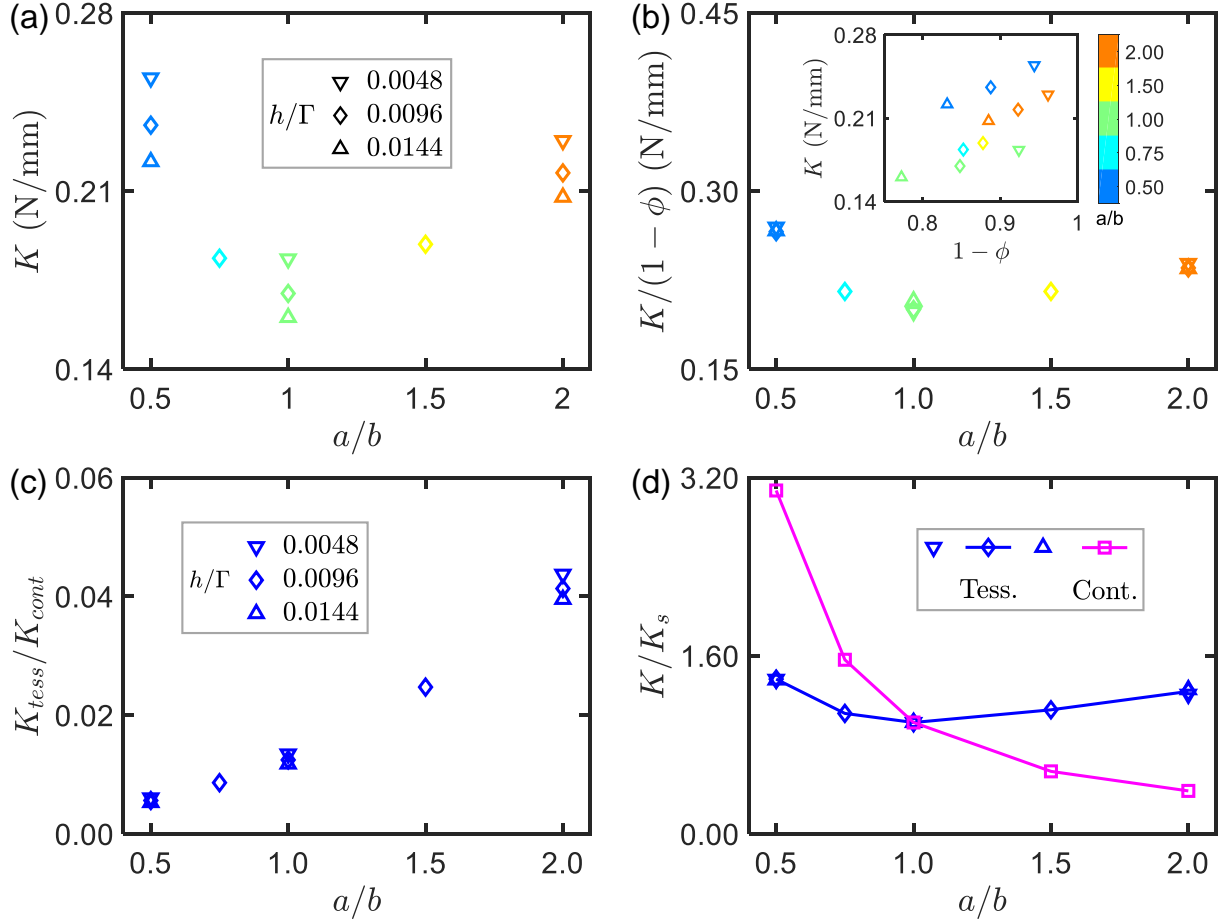 (a)
0.28
0.21
0.14
K (N/mm)
h/Γ
0.0048
0.0096
0.0144
0.5
1
1.5
2
a/b
(b)
0.45
0.30
0.15
K/(1 − ϕ) (N/mm)
0.28
0.21
0.14
K (N/mm)
0.8
0.9
1
1 − ϕ
2.00
1.50
1.00
0.75
0.50
a/b
0.5
1.0
1.5
2.0
a/b
(c)
0.06
0.04
0.02
0.00
K_tess/K_cont
h/Γ
0.0048
0.0096
0.0144
0.5
1.0
1.5
2.0
a/b
(d)
3.20
1.60
0.00
K/K_s
Tess. Cont.
0.5
1.0
1.5
2.0
a/b